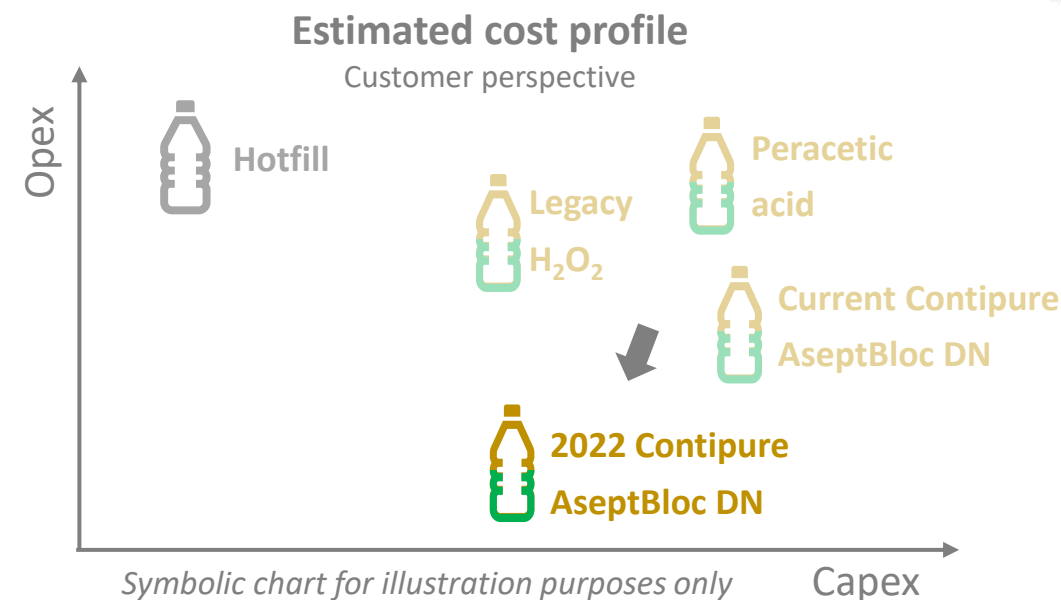 Estimated cost profile
Customer perspective
Opex
Hotfill
Peracetic
acid
Legacy
H₂O₂
Current Contipure
AseptBloc DN
2022 Contipure
AseptBloc DN
Symbolic chart for illustration purposes only
Capex